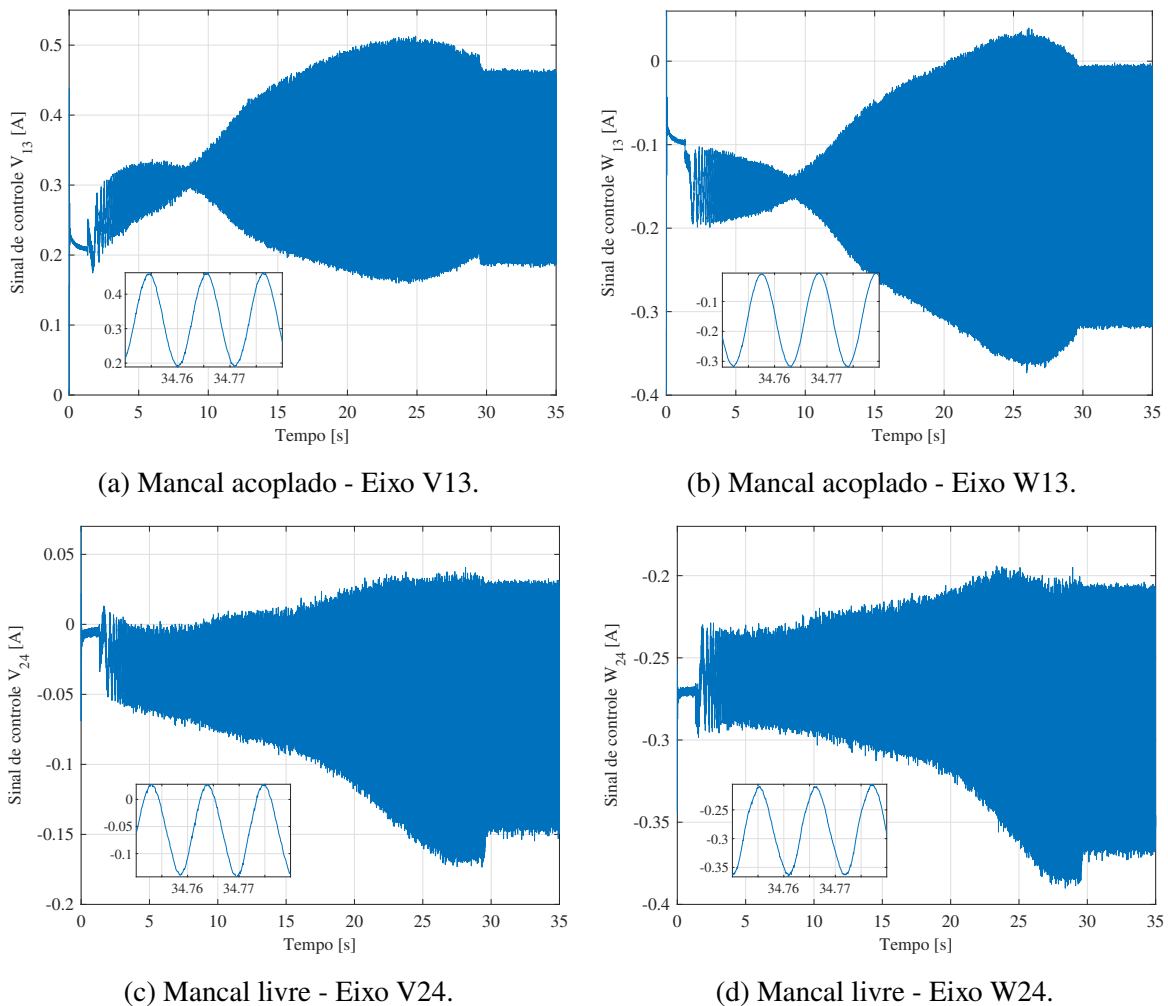 Sinal de controle V13 [A]
0.5
0.4
0.3
0.2
0.1
0
0.4
0.3
0.2
34.76 34.77
0 5 10 15 20 25 30 35
Tempo [s]
(a) Mancal acoplado - Eixo V13.
Sinal de controle W13 [A]
0
-0.1
-0.2
-0.3
-0.4
-0.1
-0.2
-0.3
34.76 34.77
0 5 10 15 20 25 30 35
Tempo [s]
(b) Mancal acoplado - Eixo W13.
Sinal de controle V24 [A]
0.05
0
-0.05
-0.1
-0.15
-0.2
0
-0.05
-0.1
34.76 34.77
0 5 10 15 20 25 30 35
Tempo [s]
(c) Mancal livre - Eixo V24.
Sinal de controle W24 [A]
-0.2
-0.25
-0.3
-0.35
-0.4
-0.25
-0.3
-0.35
34.76 34.77
0 5 10 15 20 25 30 35
Tempo [s]
(d) Mancal livre - Eixo W24.